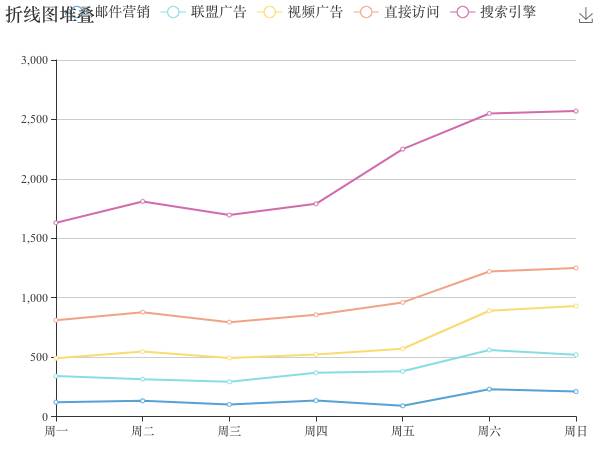 折线图堆叠
邮件营销 联盟广告 视频广告 直接访问 搜索引擎
3,000
2,500
2,000
1,500
1,000
500
0
周一 周二 周三 周四 周五 周六 周日